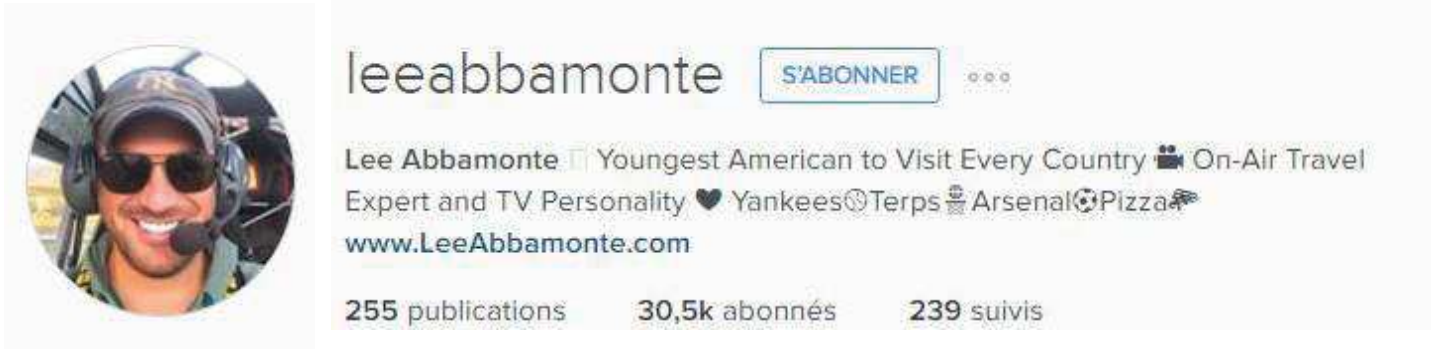 leeabbamonte S'ABONNER
Lee Abbamonte Youngest American to Visit Every Country 🎥 On-Air Travel
Expert and TV Personality ♥ Yankees⚾Terps🏀Arsenal⚽Pizza🍕
www.LeeAbbamonte.com
255 publications 30,5k abonnés 239 suivis